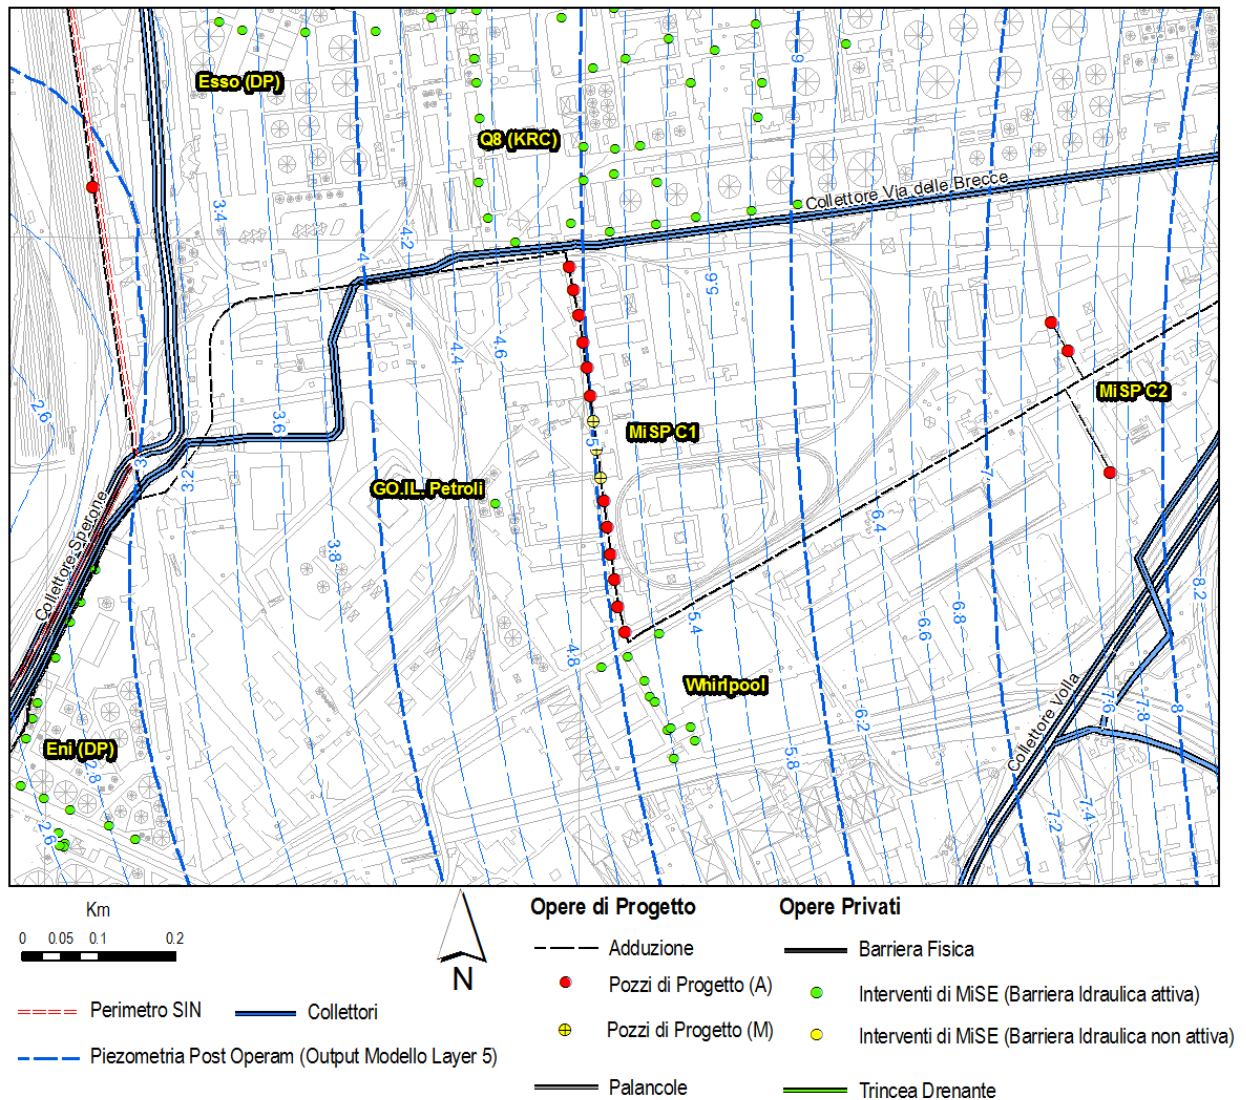 Esso (DP)
Q8 (KRC)
6
Collettore Via delle Brecce
3.4
4.2
4
5.6
4.4
4.6
2.6
3.6
MiSP C1
5
MiSP C2
7
3
3.2
GO.IL. Petroli
6.4
3.8
Collettore Sperone
8.2
6.8
6.6
5.4
4.8
Whirlpool
Collettore Volla
7.6
7.8
8
6.2
Eni (DP)
2.8
5.8
2.6
7.2
7.4
Km
0 0.05 0.1 0.2
N
Perimetro SIN
Collettori
Piezometria Post Operam (Output Modello Layer 5)
Opere di Progetto
Adduzione
Pozzi di Progetto (A)
Pozzi di Progetto (M)
Palancole
Opere Privati
Barriera Fisica
Interventi di MiSE (Barriera Idraulica attiva)
Interventi di MiSE (Barriera Idraulica non attiva)
Trincea Drenante